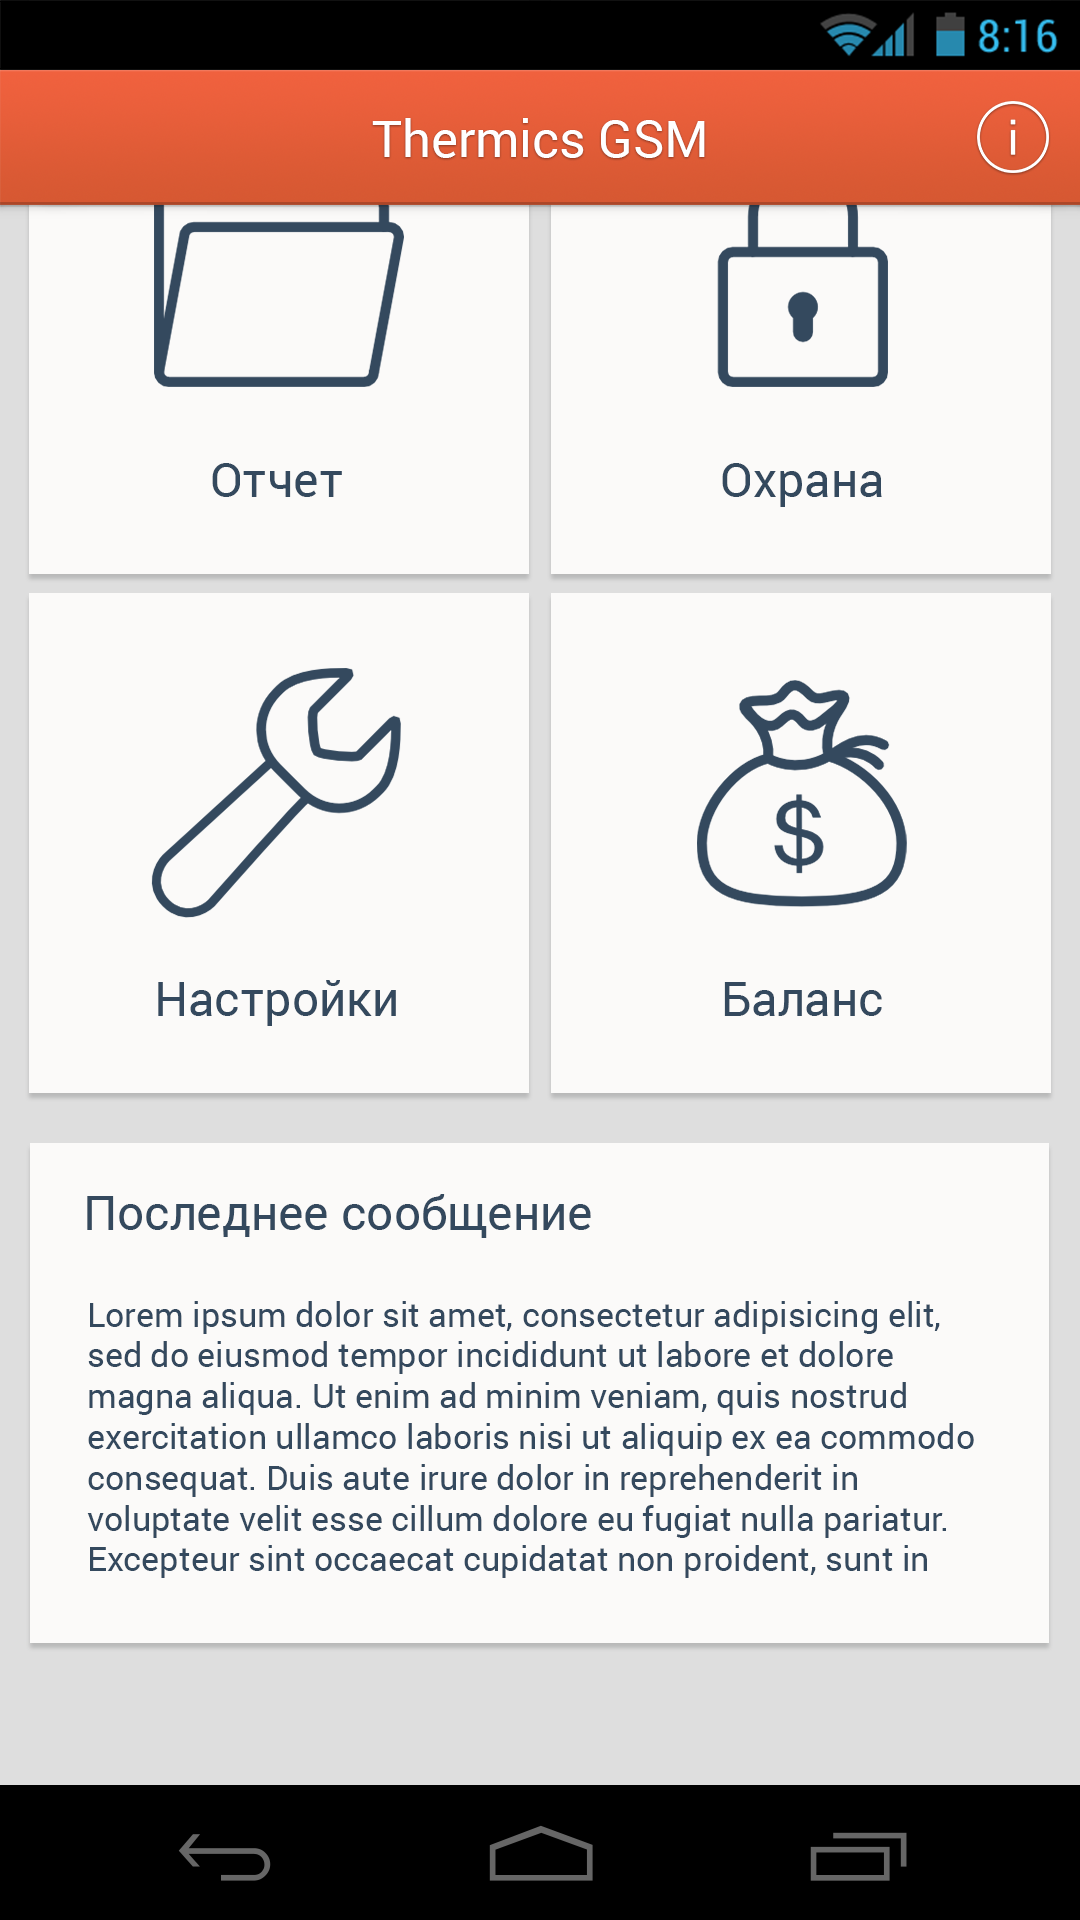 8:16
Thermics GSM
i
Отчет
Охрана
$
Настройки
Баланс
Последнее сообщение
Lorem ipsum dolor sit amet, consectetur adipisicing elit,
sed do eiusmod tempor incididunt ut labore et dolore
magna aliqua. Ut enim ad minim veniam, quis nostrud
exercitation ullamco laboris nisi ut aliquip ex ea commodo
consequat. Duis aute irure dolor in reprehenderit in
voluptate velit esse cillum dolore eu fugiat nulla pariatur.
Excepteur sint occaecat cupidatat non proident, sunt in